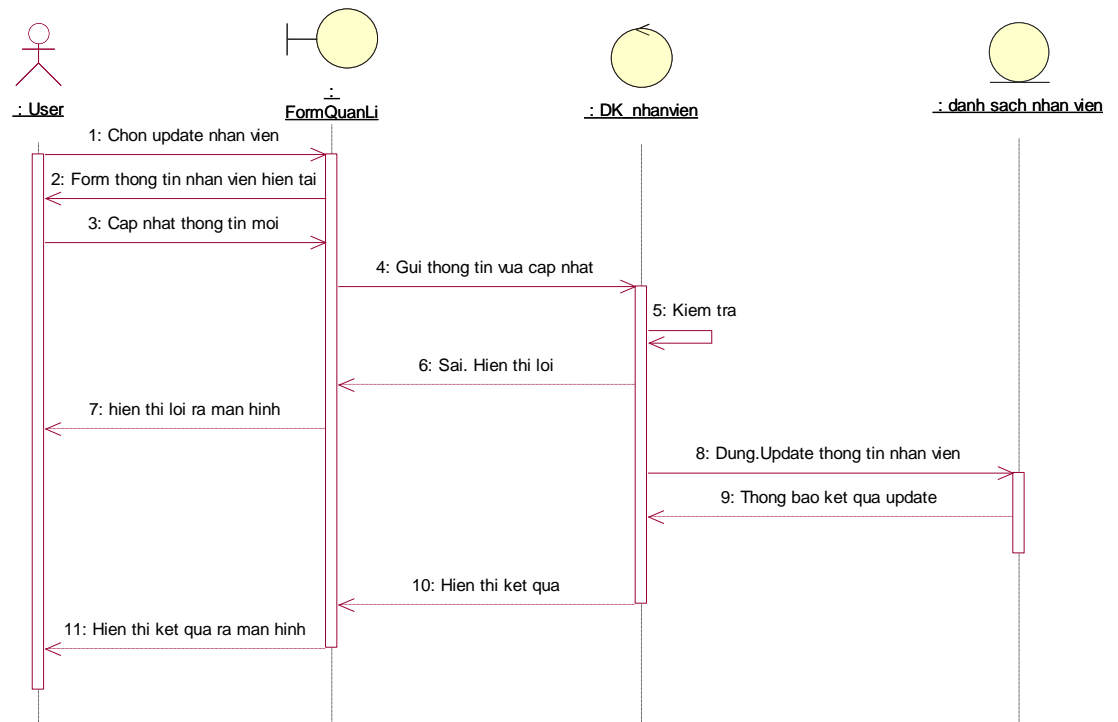 : User
:
FormQuanLi
: DK_nhanvien
: danh sach nhan vien
1: Chon update nhan vien
2: Form thong tin nhan vien hien tai
3: Cap nhat thong tin moi
4: Gui thong tin vua cap nhat
5: Kiem tra
6: Sai. Hien thi loi
7: hien thi loi ra man hinh
8: Dung.Update thong tin nhan vien
9: Thong bao ket qua update
10: Hien thi ket qua
11: Hien thi ket qua ra man hinh